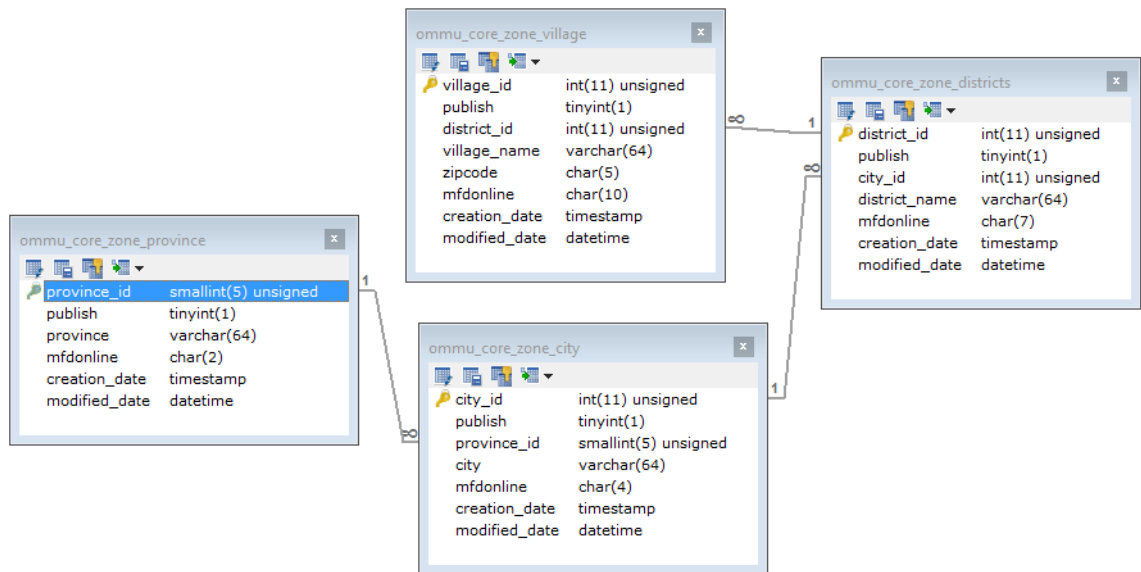 ommu_core_zone_village x
village_id int(11) unsigned
publish tinyint(1)
district_id int(11) unsigned
village_name varchar(64)
zipcode char(5)
mfdonline char(10)
creation_date timestamp
modified_date datetime
∞ 1
ommu_core_zone_districts x
district_id int(11) unsigned
publish tinyint(1)
city_id int(11) unsigned
district_name varchar(64)
mfdonline char(7)
creation_date timestamp
modified_date datetime
∞
ommu_core_zone_province x
province_id smallint(5) unsigned
publish tinyint(1)
province varchar(64)
mfdonline char(2)
creation_date timestamp
modified_date datetime
1
∞
ommu_core_zone_city x
city_id int(11) unsigned
publish tinyint(1)
province_id smallint(5) unsigned
city varchar(64)
mfdonline char(4)
creation_date timestamp
modified_date datetime
1